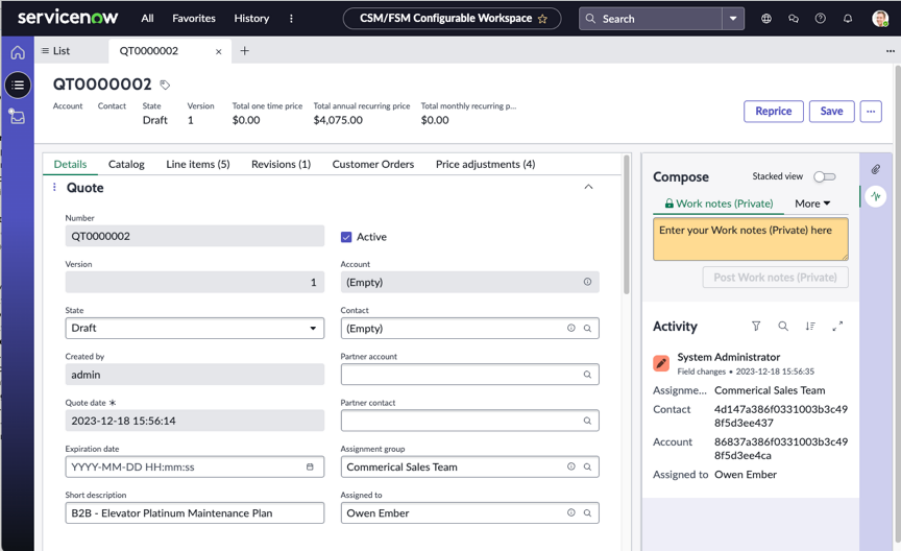 servicenow All Favorites History CSM/FSM Configurable Workspace Search
List QT0000002
QT0000002
Account Contact State Version Total one time price Total annual recurring price Total monthly recurring p...
Draft 1 $0.00 $4,075.00 $0.00
Reprice Save
Details Catalog Line items (5) Revisions (1) Customer Orders Price adjustments (4)
Quote
Number
QT0000002
Active
Version
1
Account
(Empty)
State
Draft
Contact
(Empty)
Created by
admin
Partner account
Quote date *
2023-12-18 15:56:14
Partner contact
Expiration date
YYYY-MM-DD HH:mm:ss
Assignment group
Commerical Sales Team
Short description
B2B - Elevator Platinum Maintenance Plan
Assigned to
Owen Ember
Compose Stacked view
Work notes (Private) More
Enter your Work notes (Private) here
Post Work notes (Private)
Activity
System Administrator
Field changes • 2023-12-18 15:56:35
Assignme... Commerical Sales Team
Contact 4d147a386f0331003b3c49
8f5d3ee437
Account 86837a386f0331003b3c49
8f5d3ee4ca
Assigned to Owen Ember